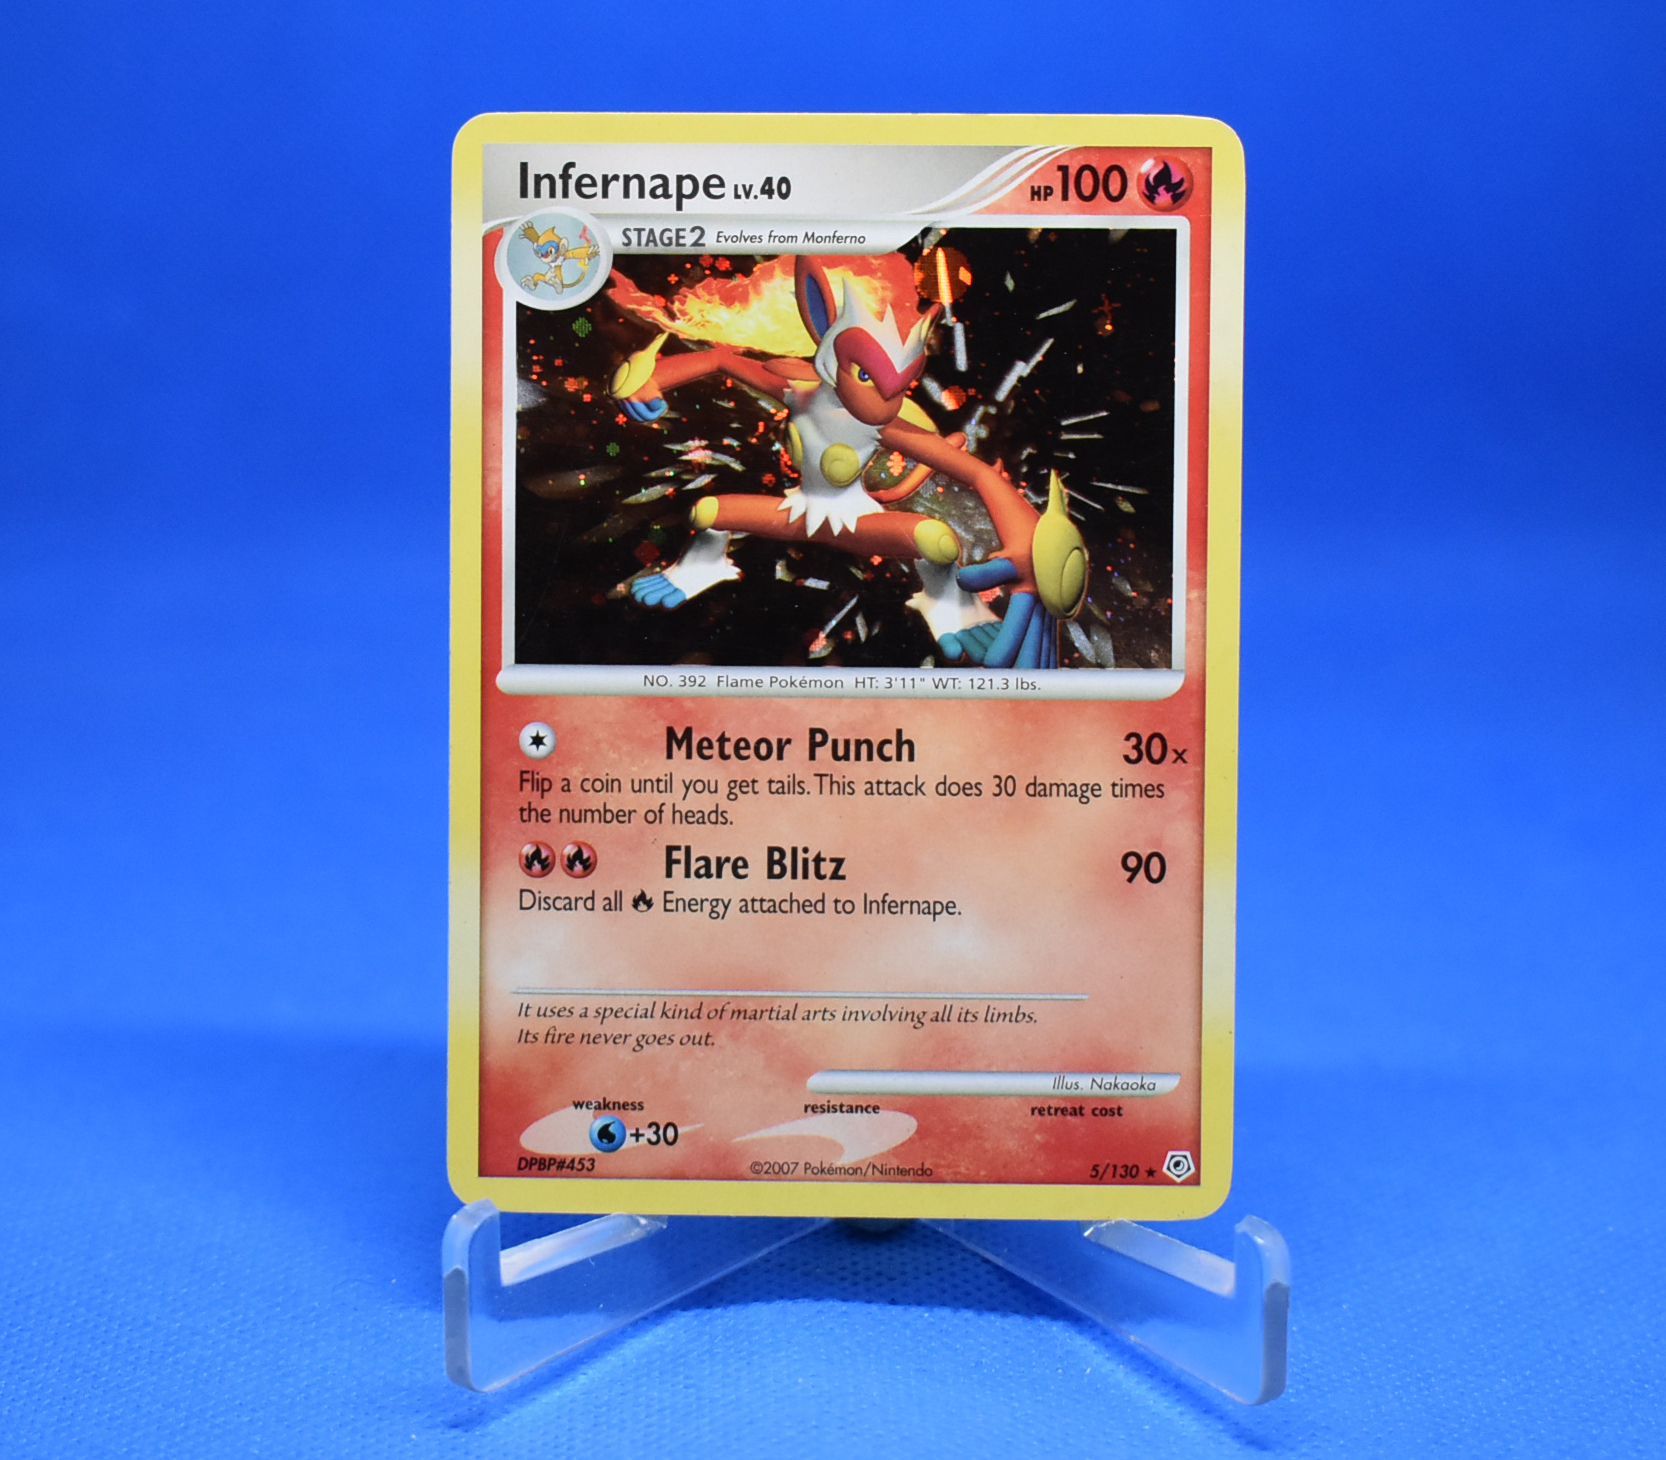 Infernape LV.40 HP 100
STAGE2 Evolves from Monferno
NO. 392 Flame Pokémon HT: 3'11" WT: 121.3 lbs.
Meteor Punch 30x
Flip a coin until you get tails. This attack does 30 damage times
the number of heads.
Flare Blitz 90
Discard all Energy attached to Infernape.
It uses a special kind of martial arts involving all its limbs.
Its fire never goes out.
Illus. Nakaoka
weakness resistance retreat cost
+30
DPBP#453 ©2007 Pokémon/Nintendo 5/130 ★